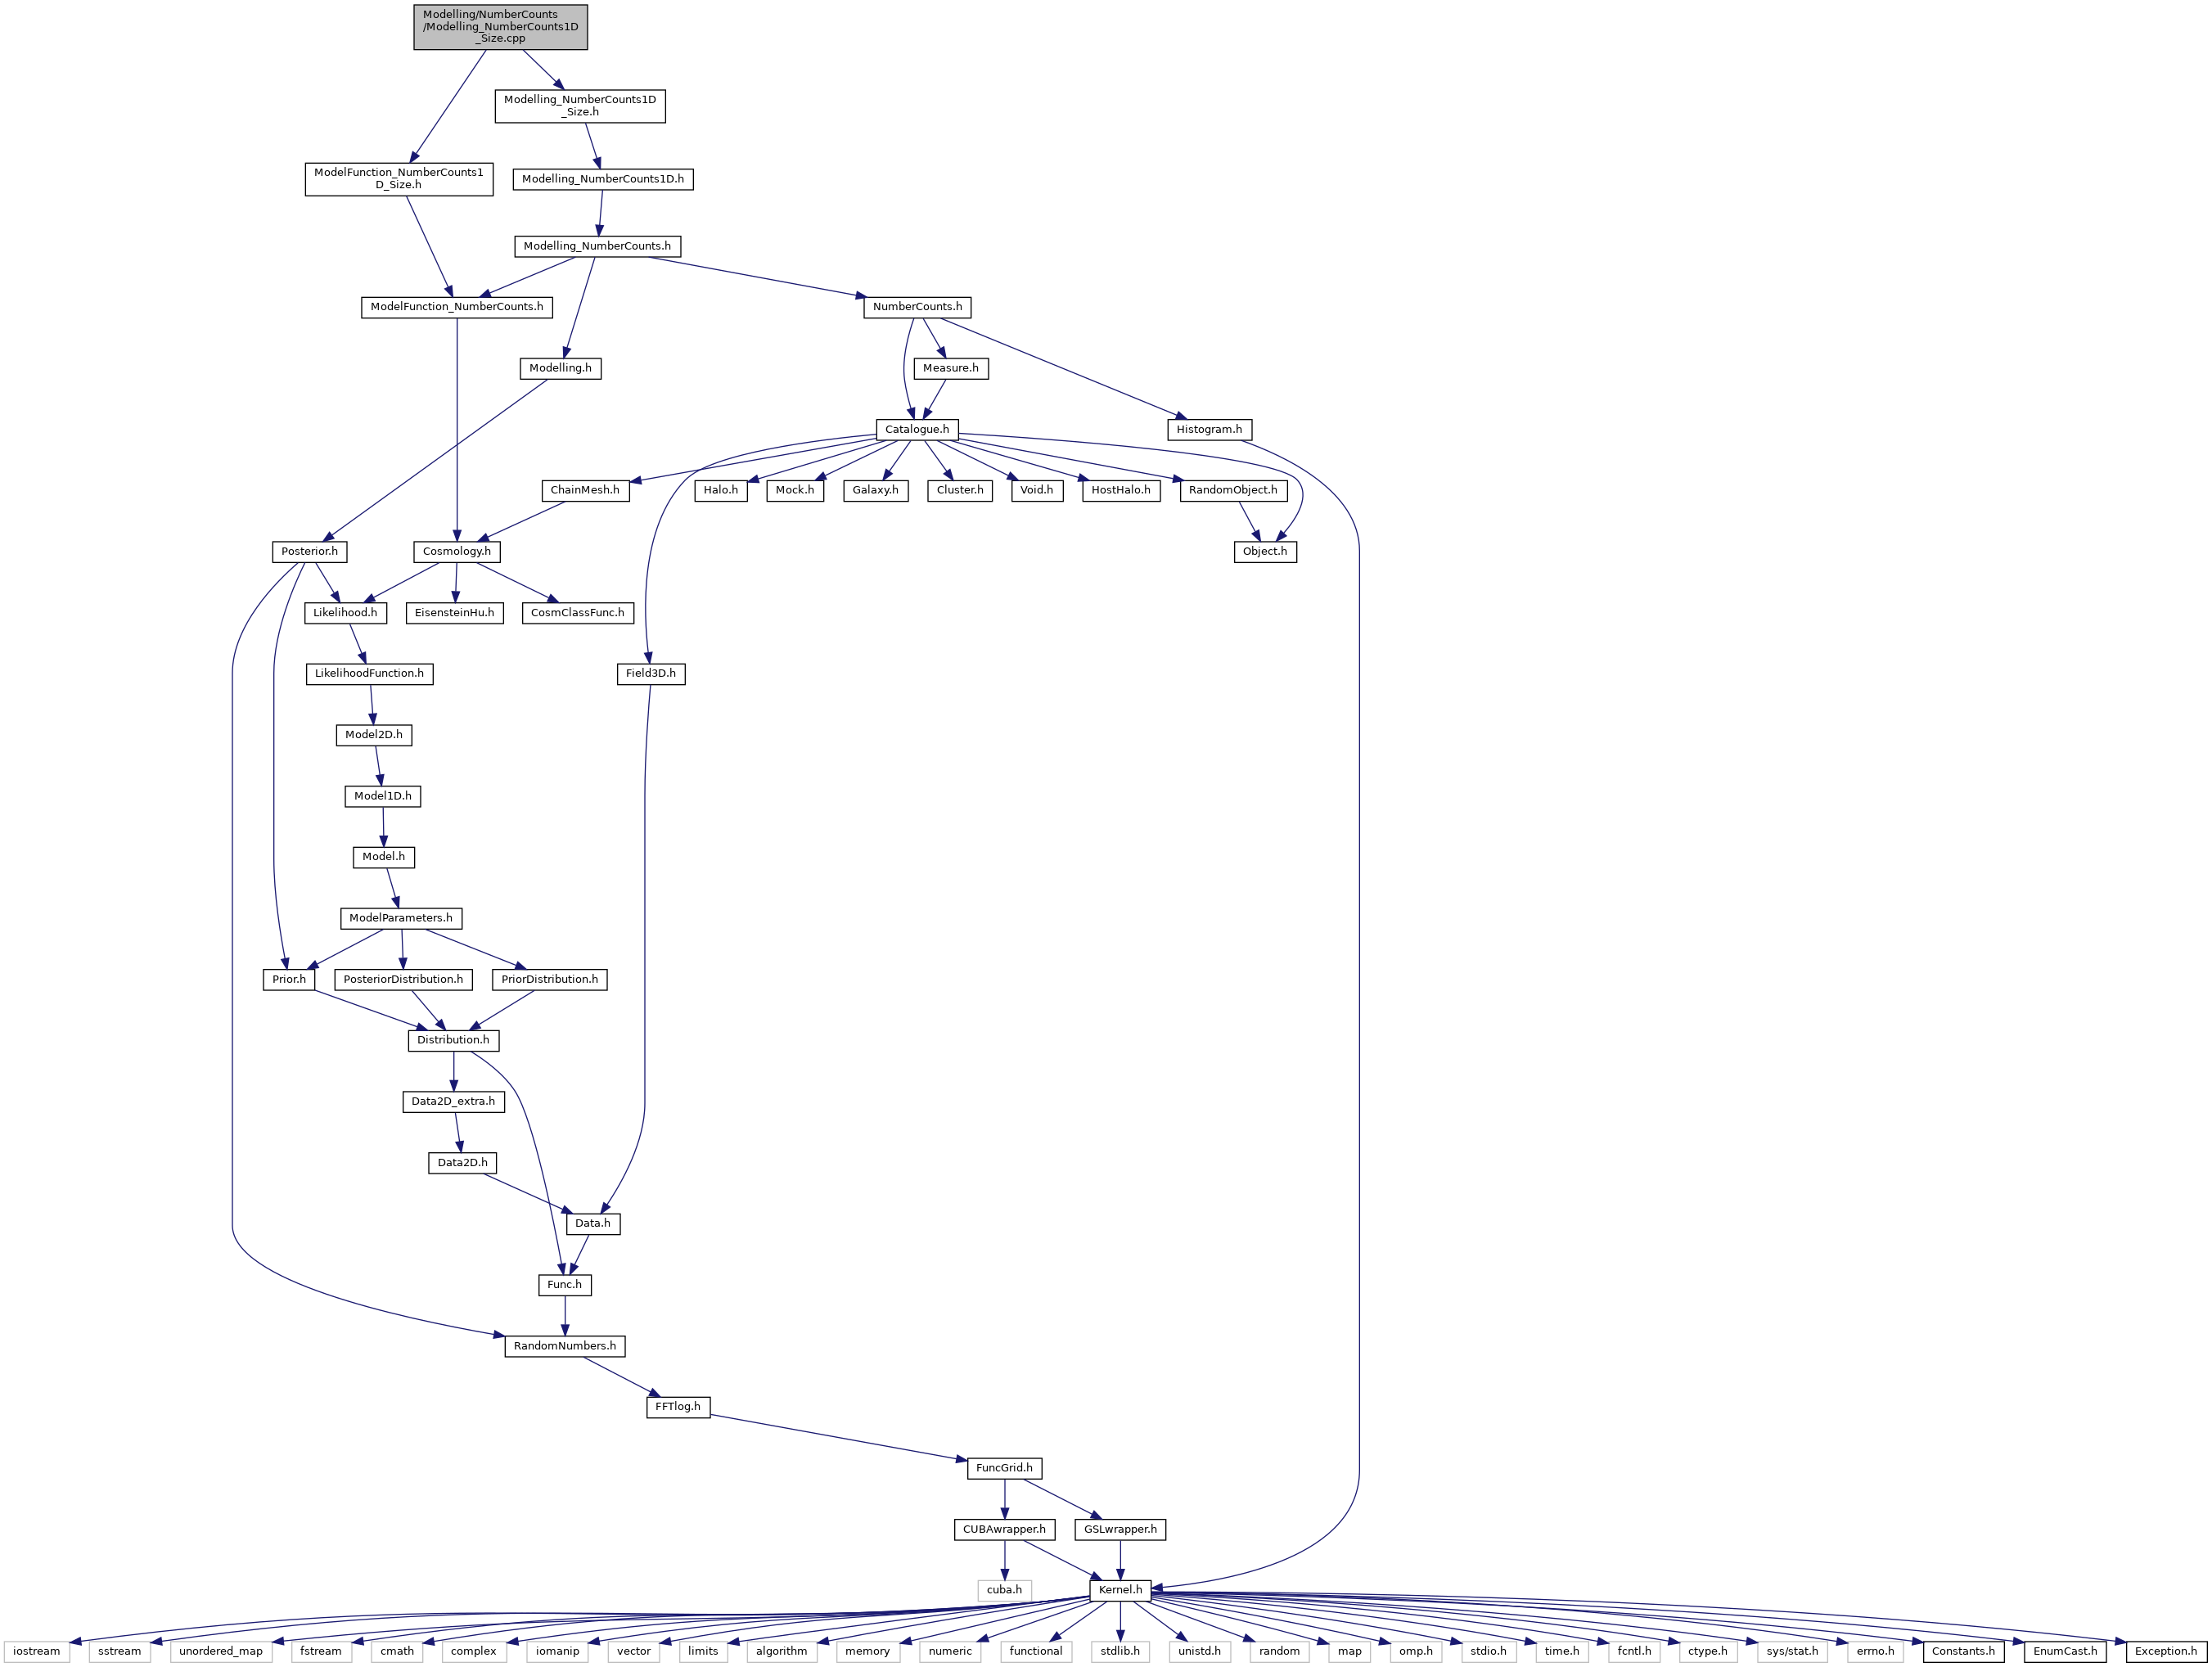 Modelling/NumberCounts
/Modelling_NumberCounts1D
_Size.cpp
Modelling_NumberCounts1D
_Size.h
ModelFunction_NumberCounts1
D_Size.h
Modelling_NumberCounts1D.h
Modelling_NumberCounts.h
ModelFunction_NumberCounts.h
NumberCounts.h
Modelling.h
Measure.h
Catalogue.h
Histogram.h
ChainMesh.h
Halo.h
Mock.h
Galaxy.h
Cluster.h
Void.h
HostHalo.h
RandomObject.h
Posterior.h
Cosmology.h
Object.h
Likelihood.h
EisensteinHu.h
CosmClassFunc.h
LikelihoodFunction.h
Field3D.h
Model2D.h
Model1D.h
Model.h
ModelParameters.h
Prior.h
PosteriorDistribution.h
PriorDistribution.h
Distribution.h
Data2D_extra.h
Data2D.h
Data.h
Func.h
RandomNumbers.h
FFTlog.h
FuncGrid.h
CUBAwrapper.h
GSLwrapper.h
cuba.h
Kernel.h
iostream
sstream
unordered_map
fstream
cmath
complex
iomanip
vector
limits
algorithm
memory
numeric
functional
stdlib.h
unistd.h
random
map
omp.h
stdio.h
time.h
fcntl.h
ctype.h
sys/stat.h
errno.h
Constants.h
EnumCast.h
Exception.h